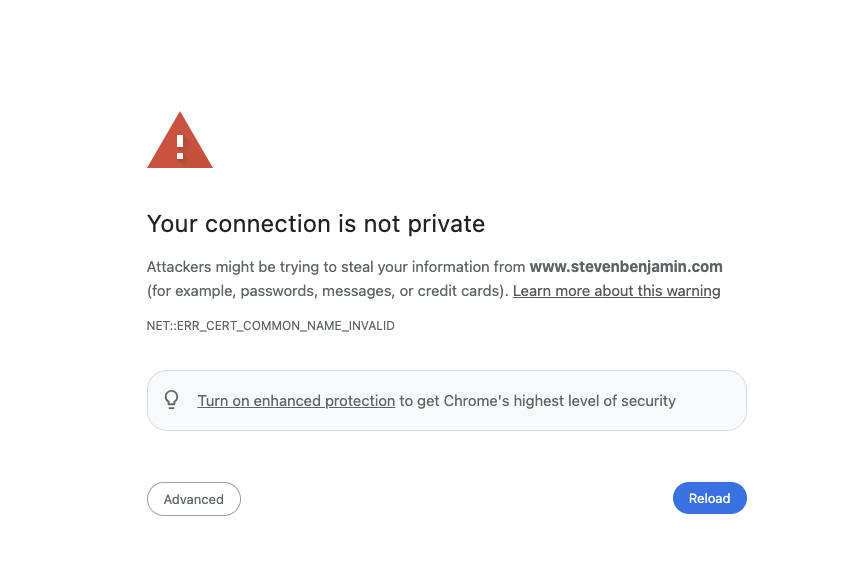 Your connection is not private
Attackers might be trying to steal your information from www.stevenbenjamin.com
(for example, passwords, messages, or credit cards). Learn more about this warning
NET::ERR_CERT_COMMON_NAME_INVALID
Turn on enhanced protection to get Chrome's highest level of security
Advanced
Reload